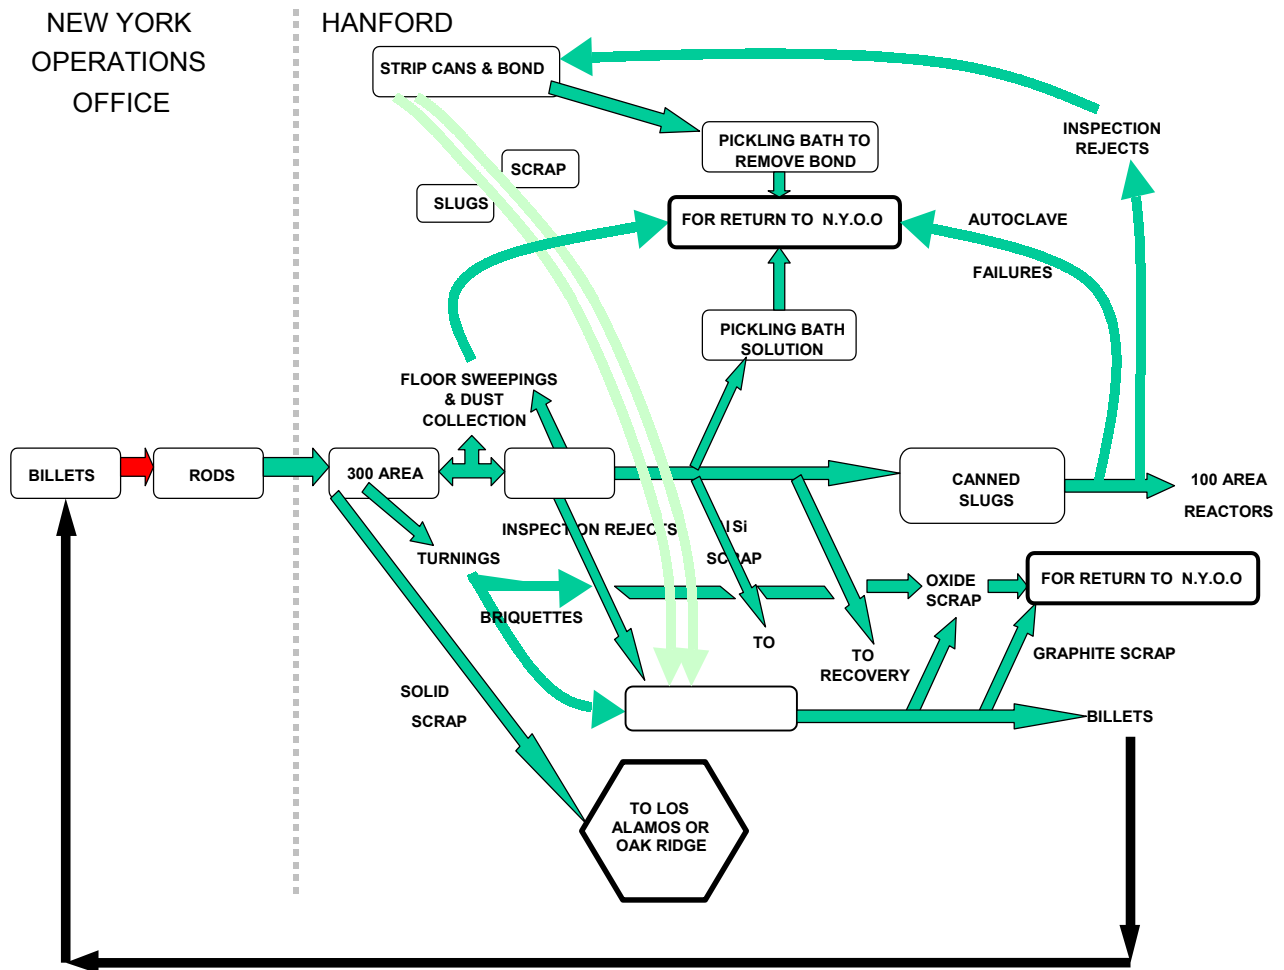 NEW YORK
OPERATIONS
OFFICE
HANFORD
STRIP CANS & BOND
PICKLING BATH TO
REMOVE BOND
INSPECTION
REJECTS
SCRAP
SLUGS
FOR RETURN TO N.Y.O.O
AUTOCLAVE
FAILURES
PICKLING BATH
SOLUTION
FLOOR SWEEPINGS
& DUST
COLLECTION
BILLETS
RODS
300 AREA
CANNED
SLUGS
100 AREA
REACTORS
INSPECTION REJECTS
lSi
SCRAP
TURNINGS
BRIQUETTES
OXIDE
SCRAP
FOR RETURN TO N.Y.O.O
TO
TO
RECOVERY
GRAPHITE SCRAP
SOLID
SCRAP
BILLETS
TO LOS
ALAMOS OR
OAK RIDGE